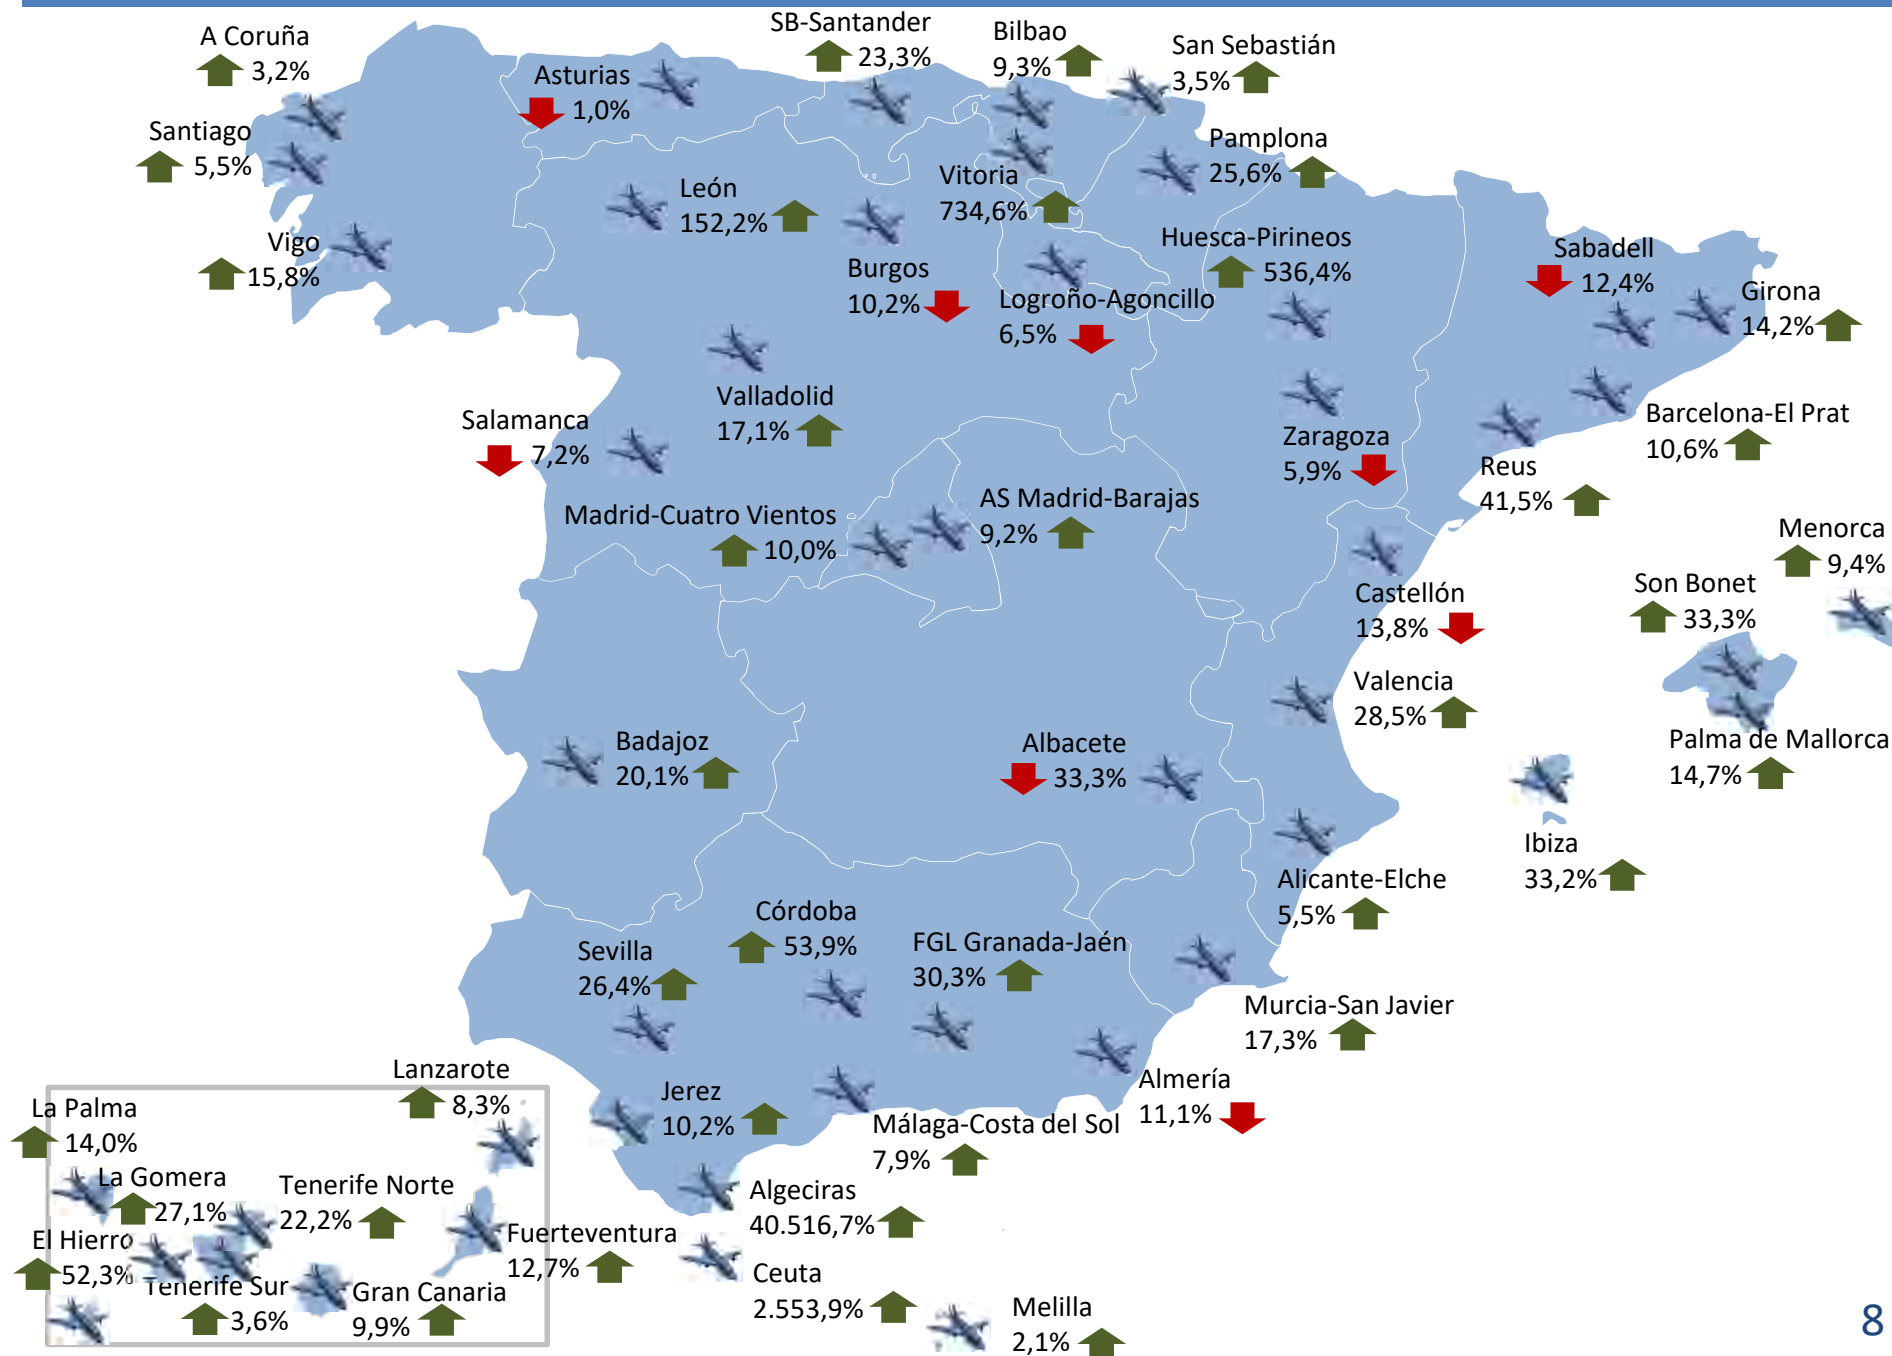 A Coruña
3,2%
SB-Santander
23,3%
Bilbao
9,3%
San Sebastián
3,5%
Asturias
1,0%
Santiago
5,5%
Pamplona
25,6%
León
152,2%
Vitoria
734,6%
Vigo
15,8%
Huesca-Pirineos
536,4%
Sabadell
12,4%
Girona
14,2%
Burgos
10,2%
Logroño-Agoncillo
6,5%
Valladolid
17,1%
Salamanca
7,2%
Barcelona-El Prat
10,6%
Zaragoza
5,9%
Reus
41,5%
AS Madrid-Barajas
9,2%
Madrid-Cuatro Vientos
10,0%
Menorca
9,4%
Son Bonet
33,3%
Castellón
13,8%
Valencia
28,5%
Palma de Mallorca
14,7%
Badajoz
20,1%
Albacete
33,3%
Ibiza
33,2%
Alicante-Elche
5,5%
Córdoba
53,9%
FGL Granada-Jaén
30,3%
Sevilla
26,4%
Murcia-San Javier
17,3%
Lanzarote
8,3%
Jerez
10,2%
Almería
11,1%
La Palma
14,0%
Málaga-Costa del Sol
7,9%
La Gomera
27,1%
Tenerife Norte
22,2%
Algeciras
40.516,7%
El Hierro
52,3%
Fuerteventura
12,7%
Tenerife Sur
3,6%
Gran Canaria
9,9%
Ceuta
2.553,9%
Melilla
2,1%
8